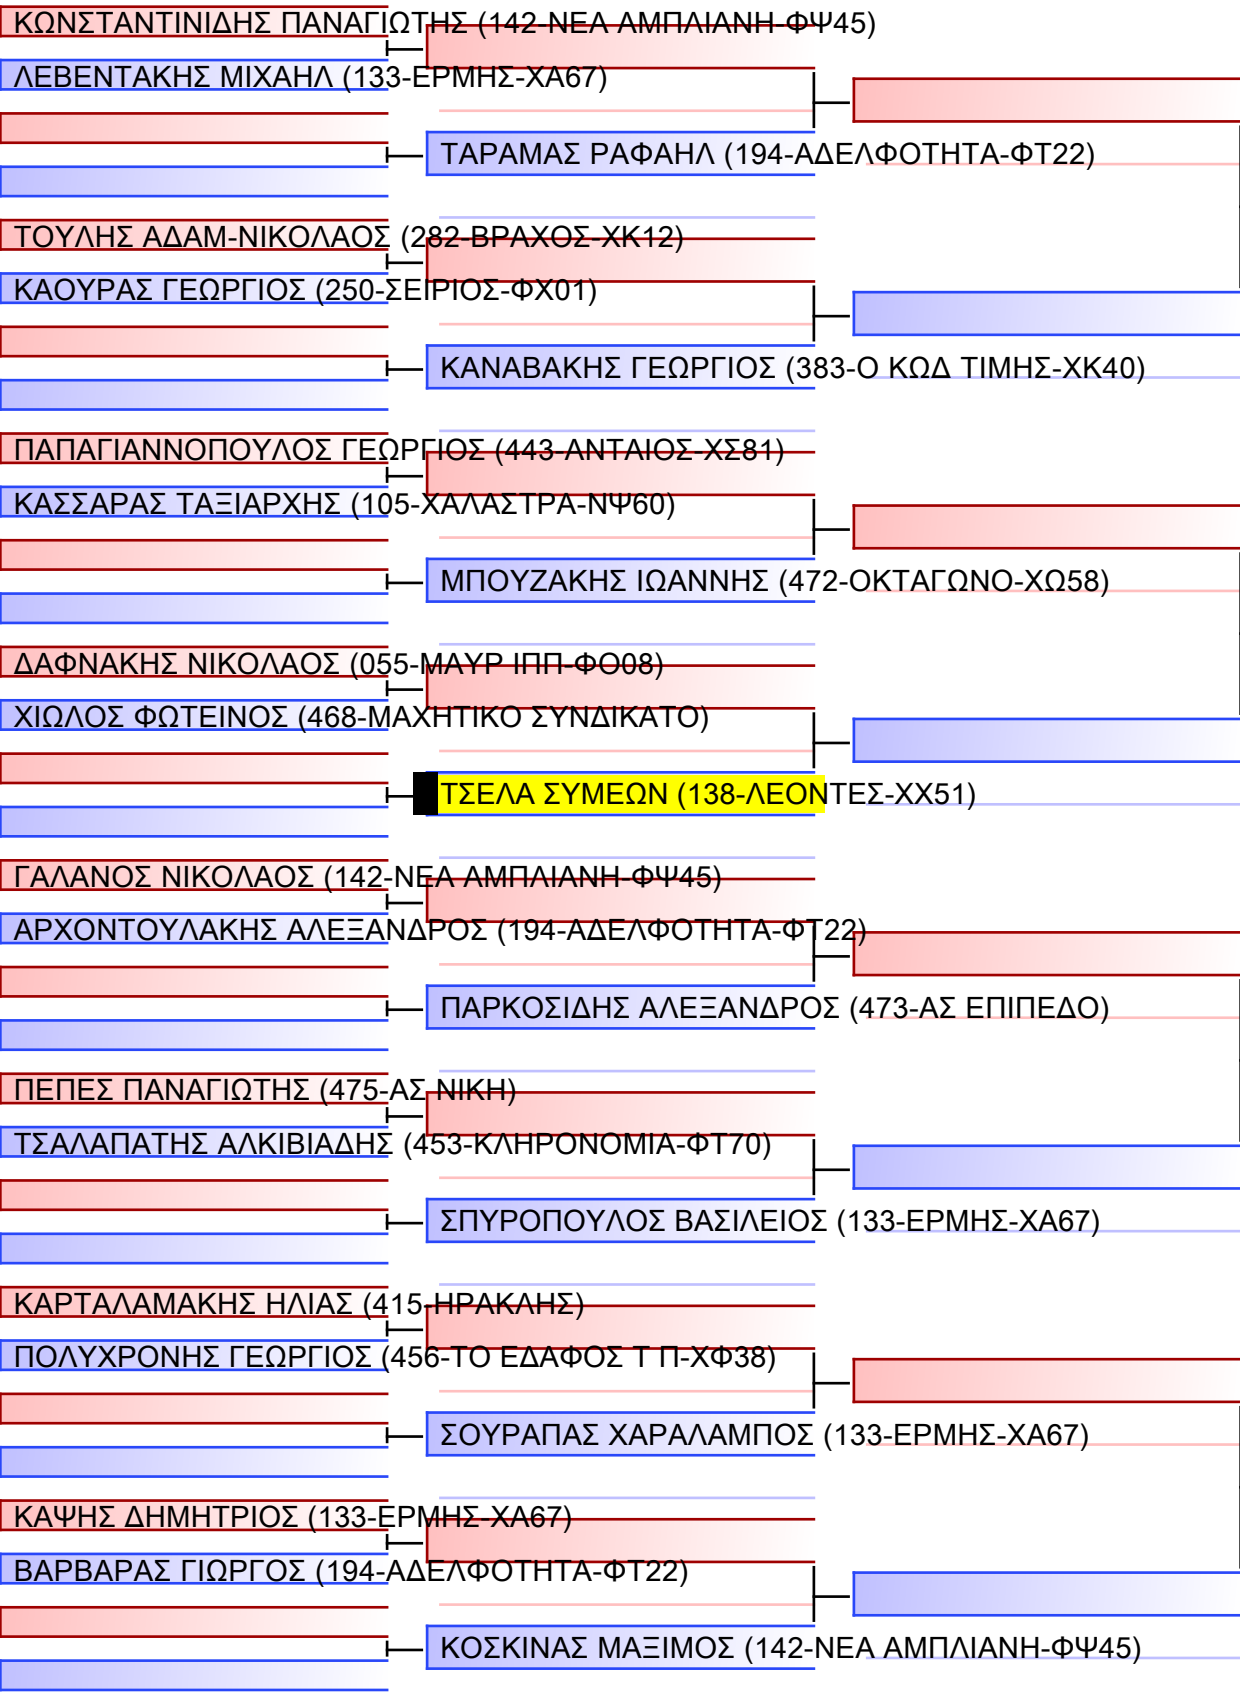 ΚΩΝΣΤΑΝΤΙΝΙΔΗΣ ΠΑΝΑΓΙΩΤΗΣ (142-ΝΕΑ ΑΜΠΛΙΑΝΗ-ΦΨ45)
ΛΕΒΕΝΤΑΚΗΣ ΜΙΧΑΗΛ (133-ΕΡΜΗΣ-ΧΑ67)
ΤΑΡΑΜΑΣ ΡΑΦΑΗΛ (194-ΑΔΕΛΦΟΤΗΤΑ-ΦΤ22)
ΤΟΥΛΗΣ ΑΔΑΜ-ΝΙΚΟΛΑΟΣ (282-ΒΡΑΧΟΣ-ΧΚ12)
ΚΑΟΥΡΑΣ ΓΕΩΡΓΙΟΣ (250-ΣΕΙΡΙΟΣ-ΦΧ01)
ΚΑΝΑΒΑΚΗΣ ΓΕΩΡΓΙΟΣ (383-Ο ΚΩΔ ΤΙΜΗΣ-ΧΚ40)
ΠΑΠΑΓΙΑΝΝΟΠΟΥΛΟΣ ΓΕΩΡΓΙΟΣ (443-ΑΝΤΑΙΟΣ-ΧΣ81)
ΚΑΣΣΑΡΑΣ ΤΑΞΙΑΡΧΗΣ (105-ΧΑΛΑΣΤΡΑ-ΝΨ60)
ΜΠΟΥΖΑΚΗΣ ΙΩΑΝΝΗΣ (472-ΟΚΤΑΓΩΝΟ-ΧΩ58)
ΔΑΦΝΑΚΗΣ ΝΙΚΟΛΑΟΣ (055-ΜΑΥΡ ΙΠΠ-ΦΟ08)
ΧΙΩΛΟΣ ΦΩΤΕΙΝΟΣ (468-ΜΑΧΗΤΙΚΟ ΣΥΝΔΙΚΑΤΟ)
ΤΣΕΛΑ ΣΥΜΕΩΝ (138-ΛΕΟΝΤΕΣ-ΧΧ51)
ΓΑΛΑΝΟΣ ΝΙΚΟΛΑΟΣ (142-ΝΕΑ ΑΜΠΛΙΑΝΗ-ΦΨ45)
ΑΡΧΟΝΤΟΥΛΑΚΗΣ ΑΛΕΞΑΝΔΡΟΣ (194-ΑΔΕΛΦΟΤΗΤΑ-ΦΤ22)
ΠΑΡΚΟΣΙΔΗΣ ΑΛΕΞΑΝΔΡΟΣ (473-ΑΣ ΕΠΙΠΕΔΟ)
ΠΕΠΕΣ ΠΑΝΑΓΙΩΤΗΣ (475-ΑΣ ΝΙΚΗ)
ΤΣΑΛΑΠΑΤΗΣ ΑΛΚΙΒΙΑΔΗΣ (453-ΚΛΗΡΟΝΟΜΙΑ-ΦΤ70)
ΣΠΥΡΟΠΟΥΛΟΣ ΒΑΣΙΛΕΙΟΣ (133-ΕΡΜΗΣ-ΧΑ67)
ΚΑΡΤΑΛΑΜΑΚΗΣ ΗΛΙΑΣ (415-ΗΡΑΚΛΗΣ)
ΠΟΛΥΧΡΟΝΗΣ ΓΕΩΡΓΙΟΣ (456-ΤΟ ΕΔΑΦΟΣ Τ Π-ΧΦ38)
ΣΟΥΡΑΠΑΣ ΧΑΡΑΛΑΜΠΟΣ (133-ΕΡΜΗΣ-ΧΑ67)
ΚΑΨΗΣ ΔΗΜΗΤΡΙΟΣ (133-ΕΡΜΗΣ-ΧΑ67)
ΒΑΡΒΑΡΑΣ ΓΙΩΡΓΟΣ (194-ΑΔΕΛΦΟΤΗΤΑ-ΦΤ22)
ΚΟΣΚΙΝΑΣ ΜΑΞΙΜΟΣ (142-ΝΕΑ ΑΜΠΛΙΑΝΗ-ΦΨ45)